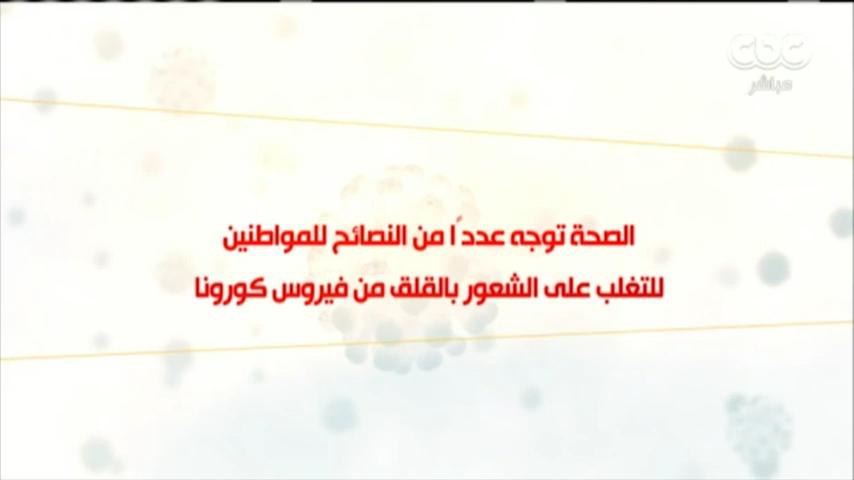 cbc
مباشر
الصحة توجه عددًا من النصائح للمواطنين
للتغلب على الشعور بالقلق من فيروس كورونا